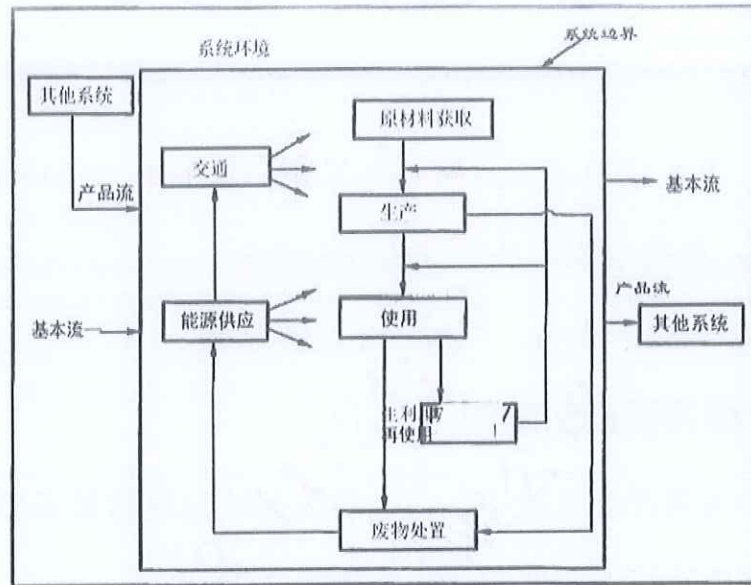 系统环境
系统边界
其他系统
原材料获取
交通
产品流
生产
基本流
产品流
能源供应
使用
基本流
其他系统
再使用
废物处置